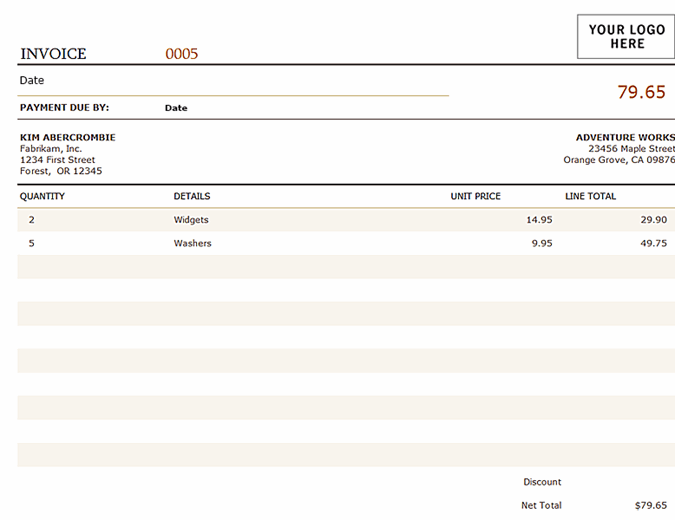 YOUR LOGO
HERE
INVOICE 0005
Date
79.65
PAYMENT DUE BY: Date
KIM ABERCROMBIE ADVENTURE WORKS
Fabrikam, Inc. 23456 Maple Street
1234 First Street Orange Grove, CA 09876
Forest, OR 12345
QUANTITY DETAILS UNIT PRICE LINE TOTAL
2 Widgets 14.95 29.90
5 Washers 9.95 49.75
Discount
Net Total $79.65